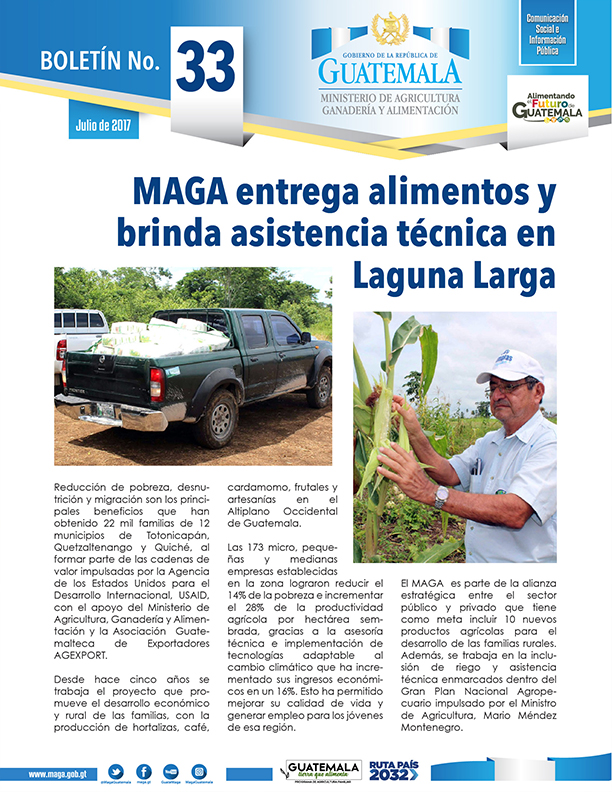 BOLETÍN No. 33
Julio de 2017
GOBIERNO DE LA REPÚBLICA DE
GUATEMALA
MINISTERIO DE AGRICULTURA
GANADERÍA Y ALIMENTACIÓN
Comunicación
Social e
Información
Pública
Alimentando
el Futuro de
GUATEMALA
MAGA entrega alimentos y
brinda asistencia técnica en
Laguna Larga
Reducción de pobreza, desnu-
trición y migración son los princi-
pales beneficios que han
obtenido 22 mil familias de 12
municipios de Totonicapán,
Quetzaltenango y Quiché, al
formar parte de las cadenas de
valor impulsadas por la Agencia
de los Estados Unidos para el
Desarrollo Internacional, USAID,
con el apoyo del Ministerio de
Agricultura, Ganadería y Alimen-
tación y la Asociación Guate-
malteca de Exportadores
AGEXPORT.
Desde hace cinco años se
trabaja el proyecto que pro-
mueve el desarrollo económico
y rural de las familias, con la
producción de hortalizas, café,
cardamomo, frutales y
artesanías en el
Altiplano Occidental
de Guatemala.
Las 173 micro, peque-
ñas y medianas
empresas establecidas
en la zona lograron reducir el
14% de la pobreza e incrementar
el 28% de la productividad
agrícola por hectárea sem-
brada, gracias a la asesoría
técnica e implementación de
tecnologías adaptable al
cambio climático que ha incre-
mentado sus ingresos económi-
cos en un 16%. Esto ha permitido
mejorar su calidad de vida y
generar empleo para los jóvenes
de esa región.
El MAGA es parte de la alianza
estratégica entre el sector
público y privado que tiene
como meta incluir 10 nuevos
productos agrícolas para el
desarrollo de las familias rurales.
Además, se trabaja en la inclu-
sión de riego y asistencia
técnica enmarcados dentro del
Gran Plan Nacional Agrope-
cuario impulsado por el Ministro
de Agricultura, Mario Méndez
Montenegro.
www.maga.gob.gt
@magaGuatemala
maga.gt
MagaGuatemala
GUATEMALA
tierra que alimenta
PROGRAMA DE AGRICULTURA FAMILIAR
RUTA PAÍS
2032